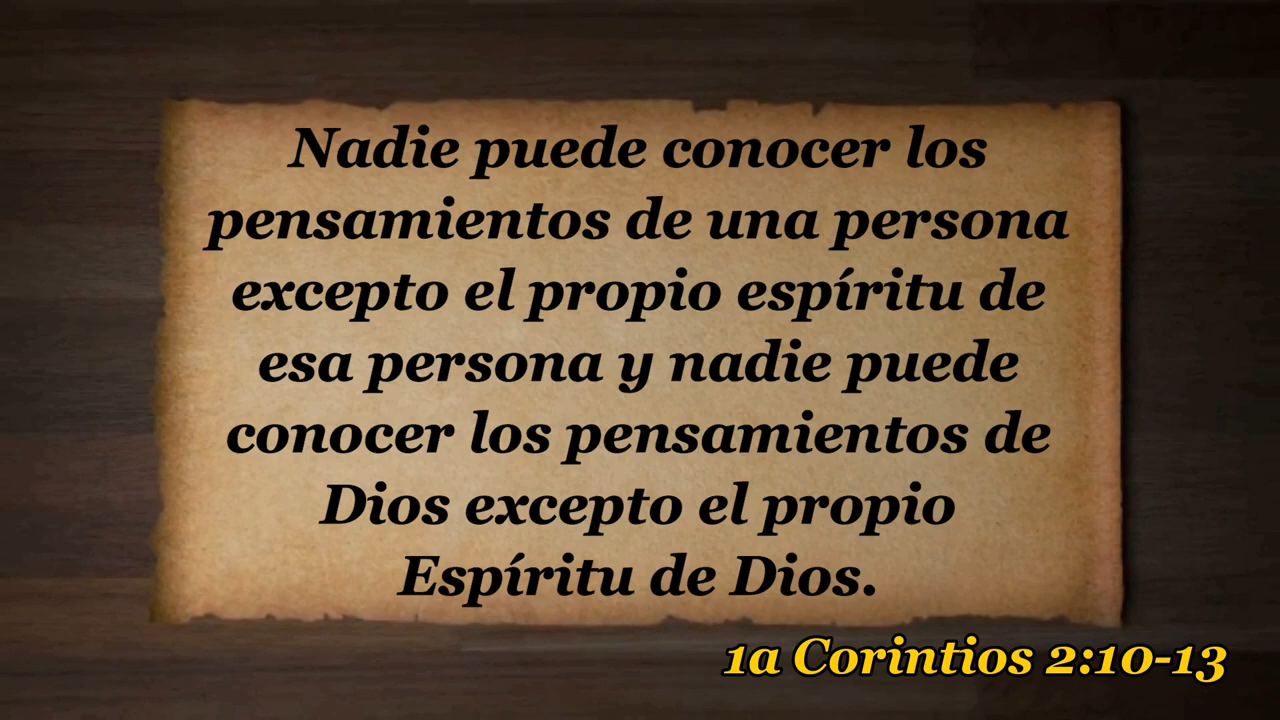 Nadie puede conocer los
pensamientos de una persona
excepto el propio espíritu de
esa persona y nadie puede
conocer los pensamientos de
Dios excepto el propio
Espíritu de Dios.
1a Corintios 2:10-13